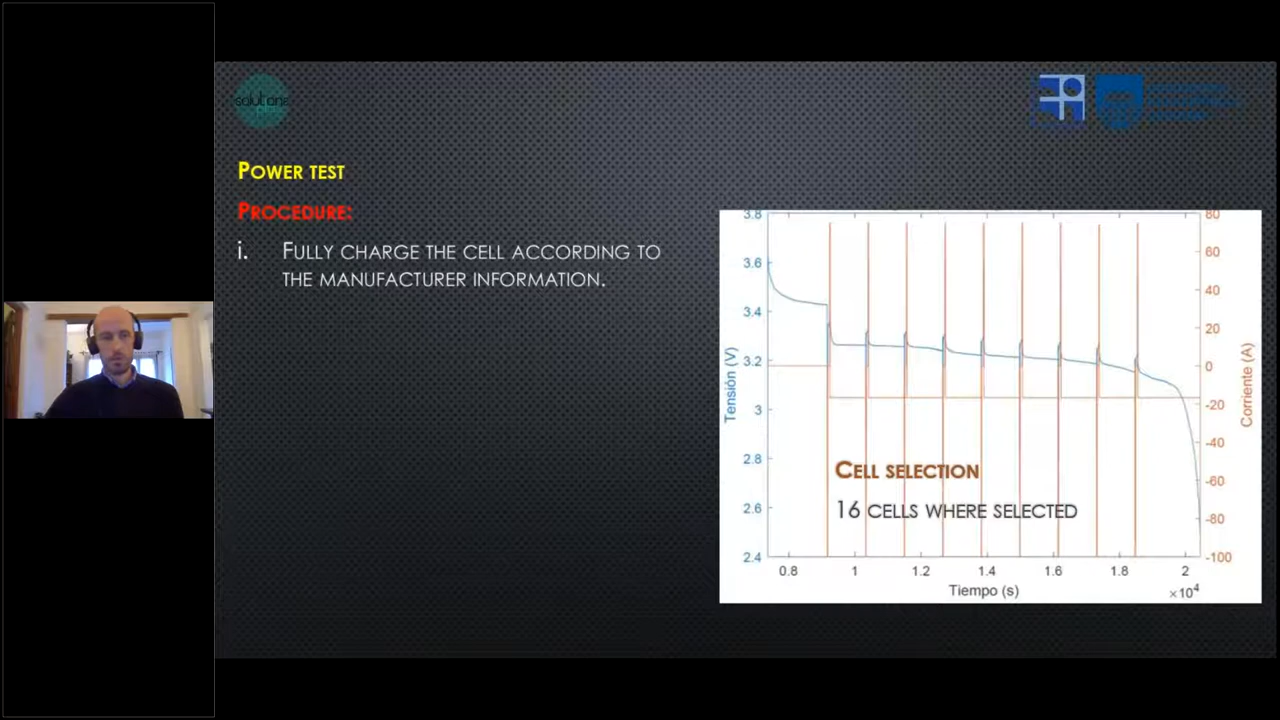 solutions
POWER TEST
PROCEDURE:
i. FULLY CHARGE THE CELL ACCORDING TO
THE MANUFACTURER INFORMATION.
3.8
3.6
3.4
3.2
3
2.8
2.6
2.4
Tensión (V)
80
60
40
20
0
-20
-40
-60
-80
-100
Corriente (A)
CELL SELECTION
16 CELLS WHERE SELECTED
0.8 1 1.2 1.4 1.6 1.8 2
Tiempo (s)
×10⁴